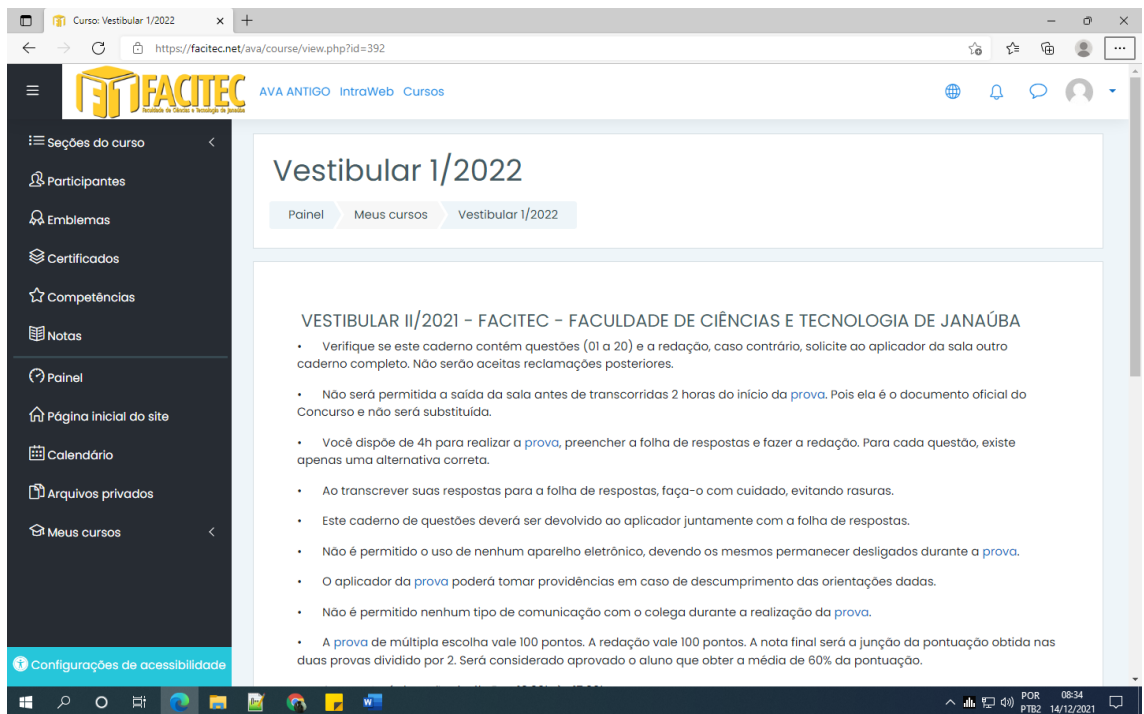 Curso: Vestibular 1/2022
https://facitec.net/ava/course/view.php?id=392
FACITEC
Faculdade de Ciências e Tecnologia de Janaúba
AVA ANTIGO IntraWeb Cursos
Seções do curso
Participantes
Emblemas
Certificados
Competências
Notas
Painel
Página inicial do site
Calendário
Arquivos privados
Meus cursos
Configurações de acessibilidade
Vestibular 1/2022
Painel Meus cursos Vestibular 1/2022
VESTIBULAR II/2021 - FACITEC - FACULDADE DE CIÊNCIAS E TECNOLOGIA DE JANAÚBA
• Verifique se este caderno contém questões (01 a 20) e a redação, caso contrário, solicite ao aplicador da sala outro
caderno completo. Não serão aceitas reclamações posteriores.
• Não será permitida a saída da sala antes de transcorridas 2 horas do início da prova. Pois ela é o documento oficial do
Concurso e não será substituída.
• Você dispõe de 4h para realizar a prova, preencher a folha de respostas e fazer a redação. Para cada questão, existe
apenas uma alternativa correta.
• Ao transcrever suas respostas para a folha de respostas, faça-o com cuidado, evitando rasuras.
• Este caderno de questões deverá ser devolvido ao aplicador juntamente com a folha de respostas.
• Não é permitido o uso de nenhum aparelho eletrônico, devendo os mesmos permanecer desligados durante a prova.
• O aplicador da prova poderá tomar providências em caso de descumprimento das orientações dadas.
• Não é permitido nenhum tipo de comunicação com o colega durante a realização da prova.
• A prova de múltipla escolha vale 100 pontos. A redação vale 100 pontos. A nota final será a junção da pontuação obtida nas
duas provas dividido por 2. Será considerado aprovado o aluno que obter a média de 60% da pontuação.
POR 08:34
PTB2 14/12/2021